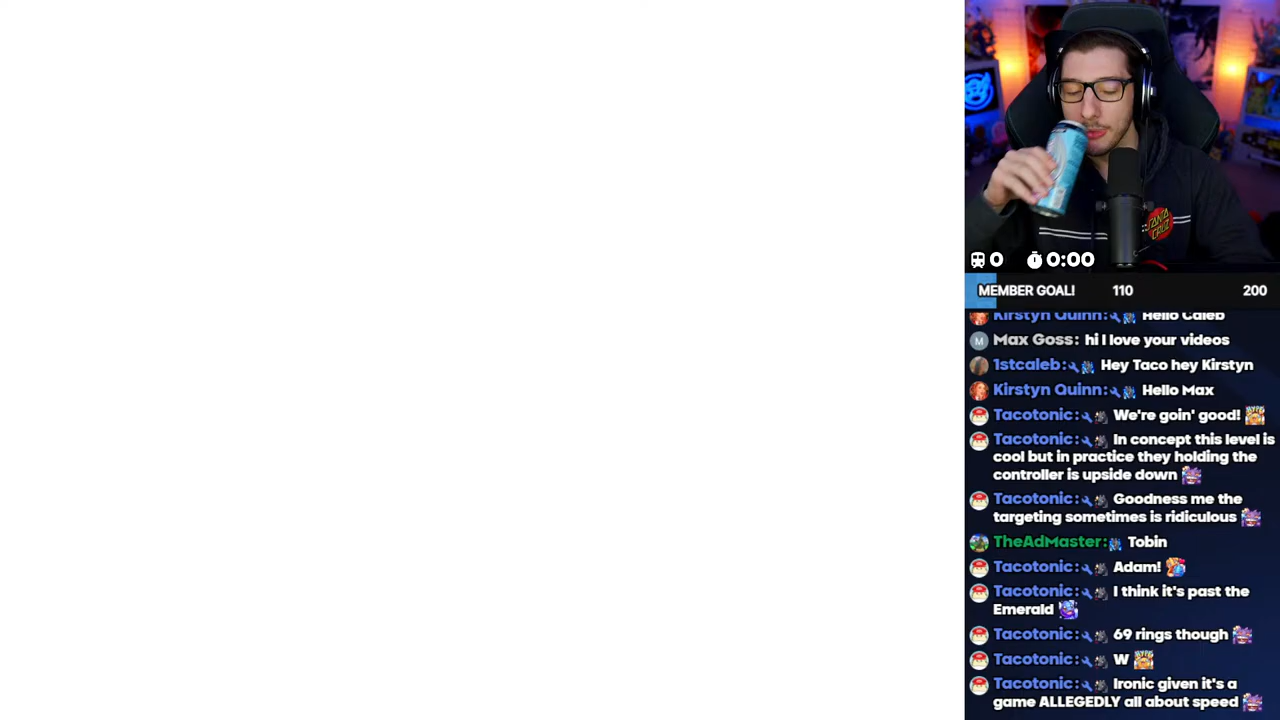 SANTA
CRUZ
0 0:00
MEMBER GOAL! 110 200
Kirstyn Quinn: Hello Caleb
M Max Goss: hi I love your videos
1stcaleb: Hey Taco hey Kirstyn
Kirstyn Quinn: Hello Max
Tacotonic: We're goin' good!
Tacotonic: In concept this level is
cool but in practice they holding the
controller is upside down
Tacotonic: Goodness me the
targeting sometimes is ridiculous
TheAdMaster: Tobin
Tacotonic: Adam!
Tacotonic: I think it's past the
Emerald
Tacotonic: 69 rings though
Tacotonic: W
Tacotonic: Ironic given it's a
game ALLEGEDLY all about speed